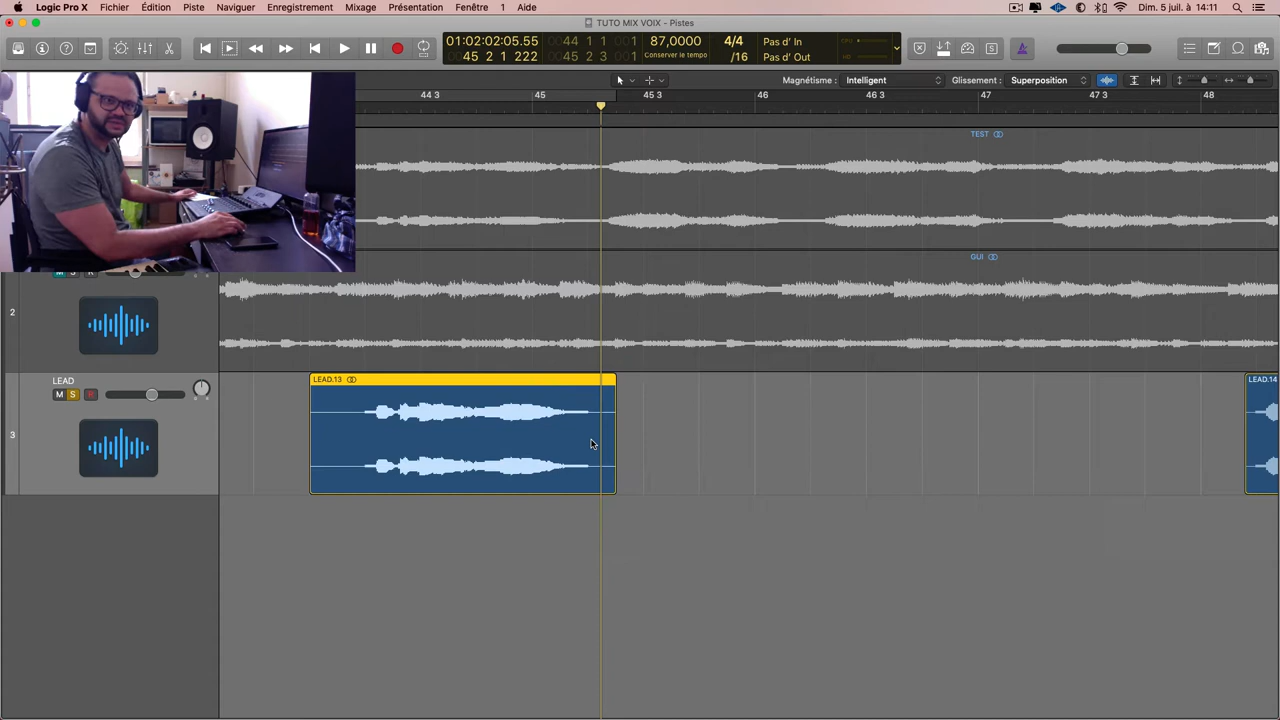 Logic Pro X Fichier Édition Piste Naviguer Enregistrement Mixage Présentation Fenêtre 1 Aide Dim. 5 juil. à 14:11
TUTO MIX VOIX - Pistes
01:02:02:05.55 44 1 1 001 87,0000 4/4 Pas d' In
45 2 1 222 45 2 3 Conserver le tempo /16 Pas d' Out
Magnétisme : Intelligent Glissement : Superposition
44 3 45 45 3 46 46 3 47 47 3 48
TEST
GUI
M S R
2
LEAD
M S R
3
LEAD.13
LEAD.14